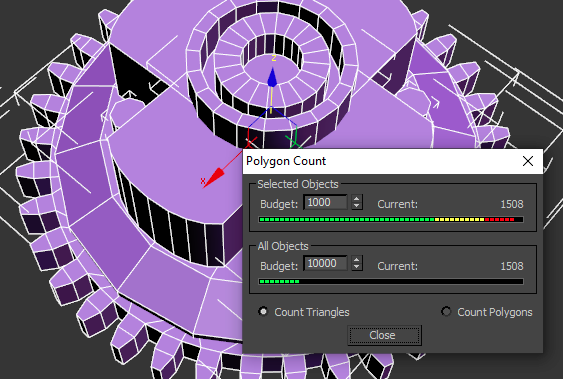 z
x
Polygon Count
Selected Objects
Budget: 1000 Current: 1508
All Objects
Budget: 10000 Current: 1508
Count Triangles Count Polygons
Close